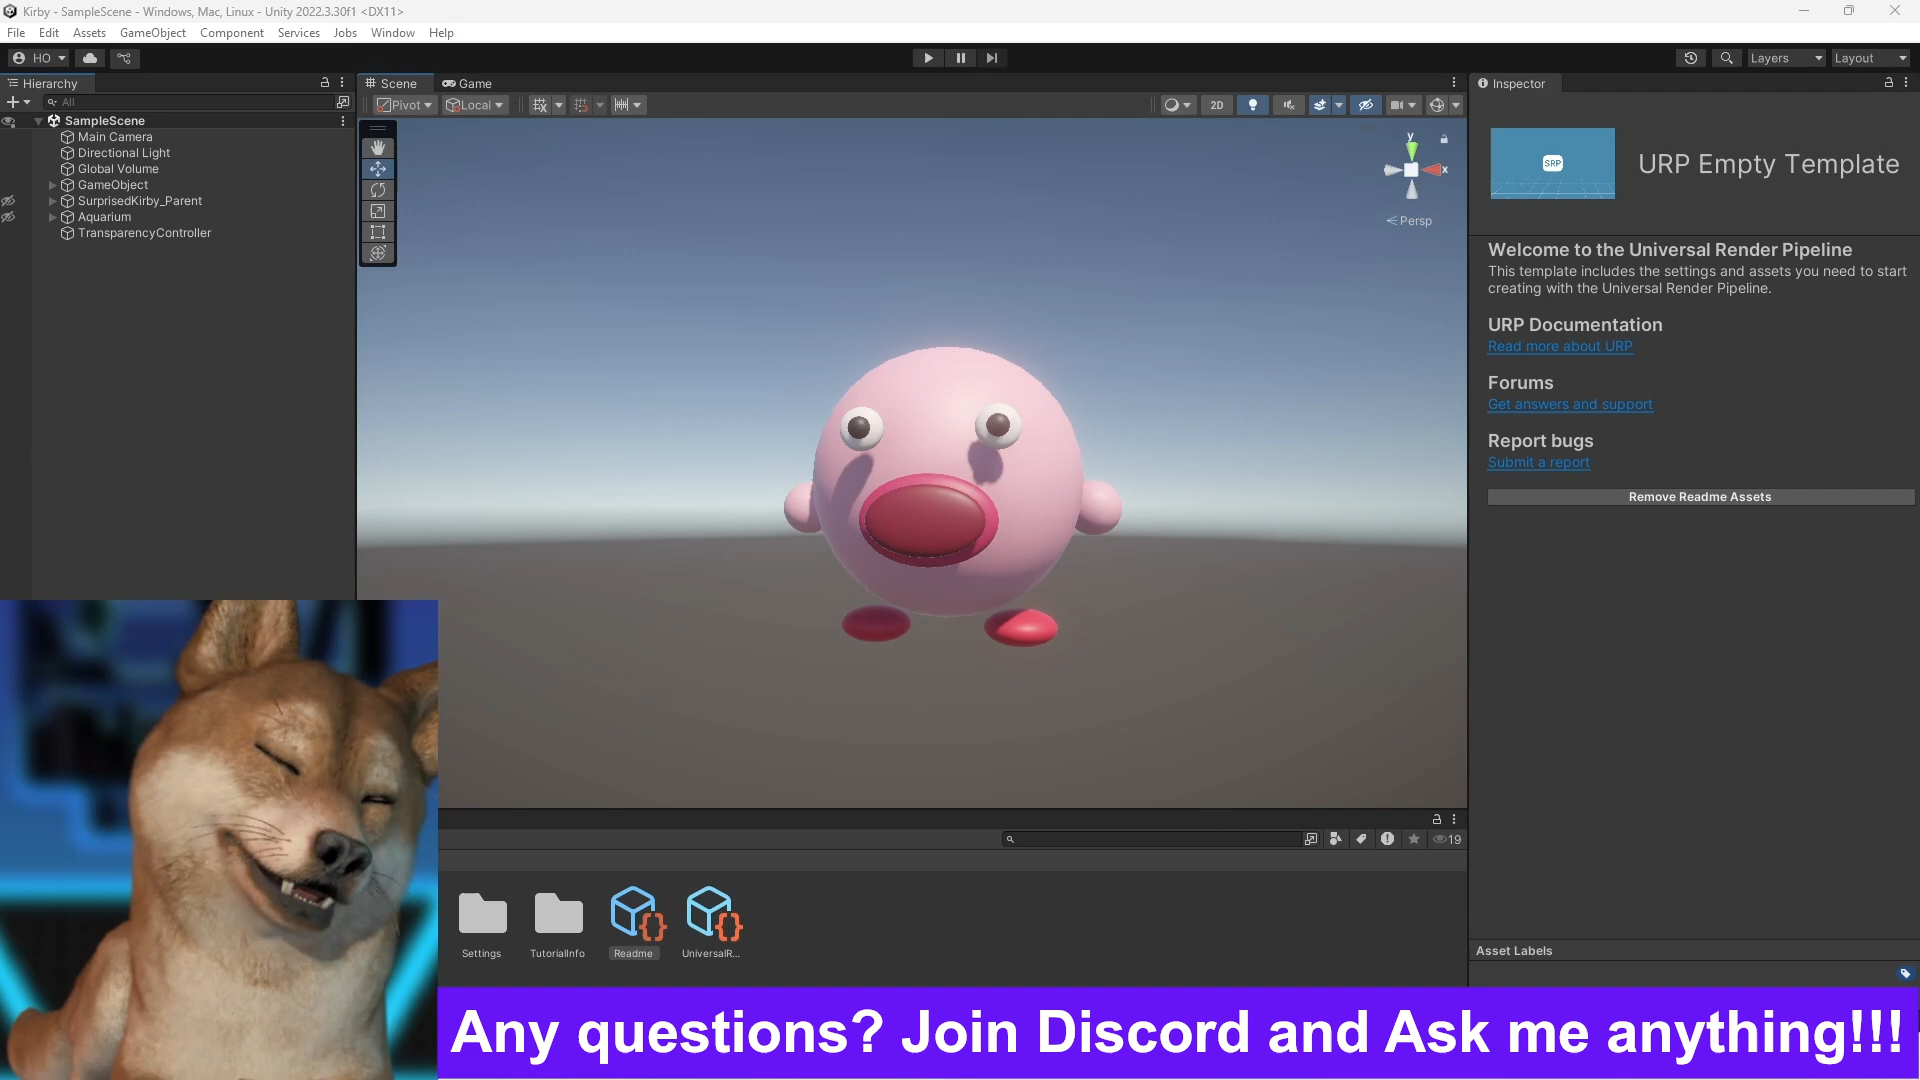 Kirby - SampleScene - Windows, Mac, Linux - Unity 2022.3.30f1 <DX11>
File Edit Assets GameObject Component Services Jobs Window Help
HO
Layers Layout
Hierarchy
Scene Game
Inspector
All
Pivot Local 2D
SampleScene
Main Camera
Directional Light
Global Volume
GameObject
SurprisedKirby_Parent
Aquarium
TransparencyController
y
x
Persp
SRP
URP Empty Template
Welcome to the Universal Render Pipeline
This template includes the settings and assets you need to start
creating with the Universal Render Pipeline.
URP Documentation
Read more about URP
Forums
Get answers and support
Report bugs
Submit a report
Remove Readme Assets
19
Settings TutorialInfo Readme UniversalR...
Asset Labels
Any questions? Join Discord and Ask me anything!!!